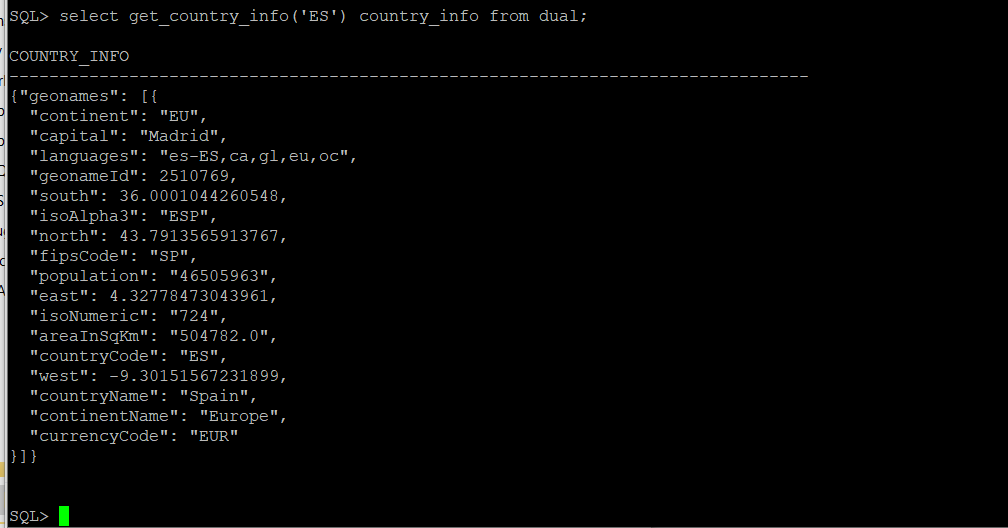 SQL> select get_country_info('ES') country_info from dual;
COUNTRY_INFO
--------------------------------------------------------------------------------
{"geonames": [{
"continent": "EU",
"capital": "Madrid",
"languages": "es-ES,ca,gl,eu,oc",
"geonameId": 2510769,
"south": 36.0001044260548,
"isoAlpha3": "ESP",
"north": 43.7913565913767,
"fipsCode": "SP",
"population": "46505963",
"east": 4.32778473043961,
"isoNumeric": "724",
"areaInSqKm": "504782.0",
"countryCode": "ES",
"west": -9.30151567231899,
"countryName": "Spain",
"continentName": "Europe",
"currencyCode": "EUR"
}]}
SQL>